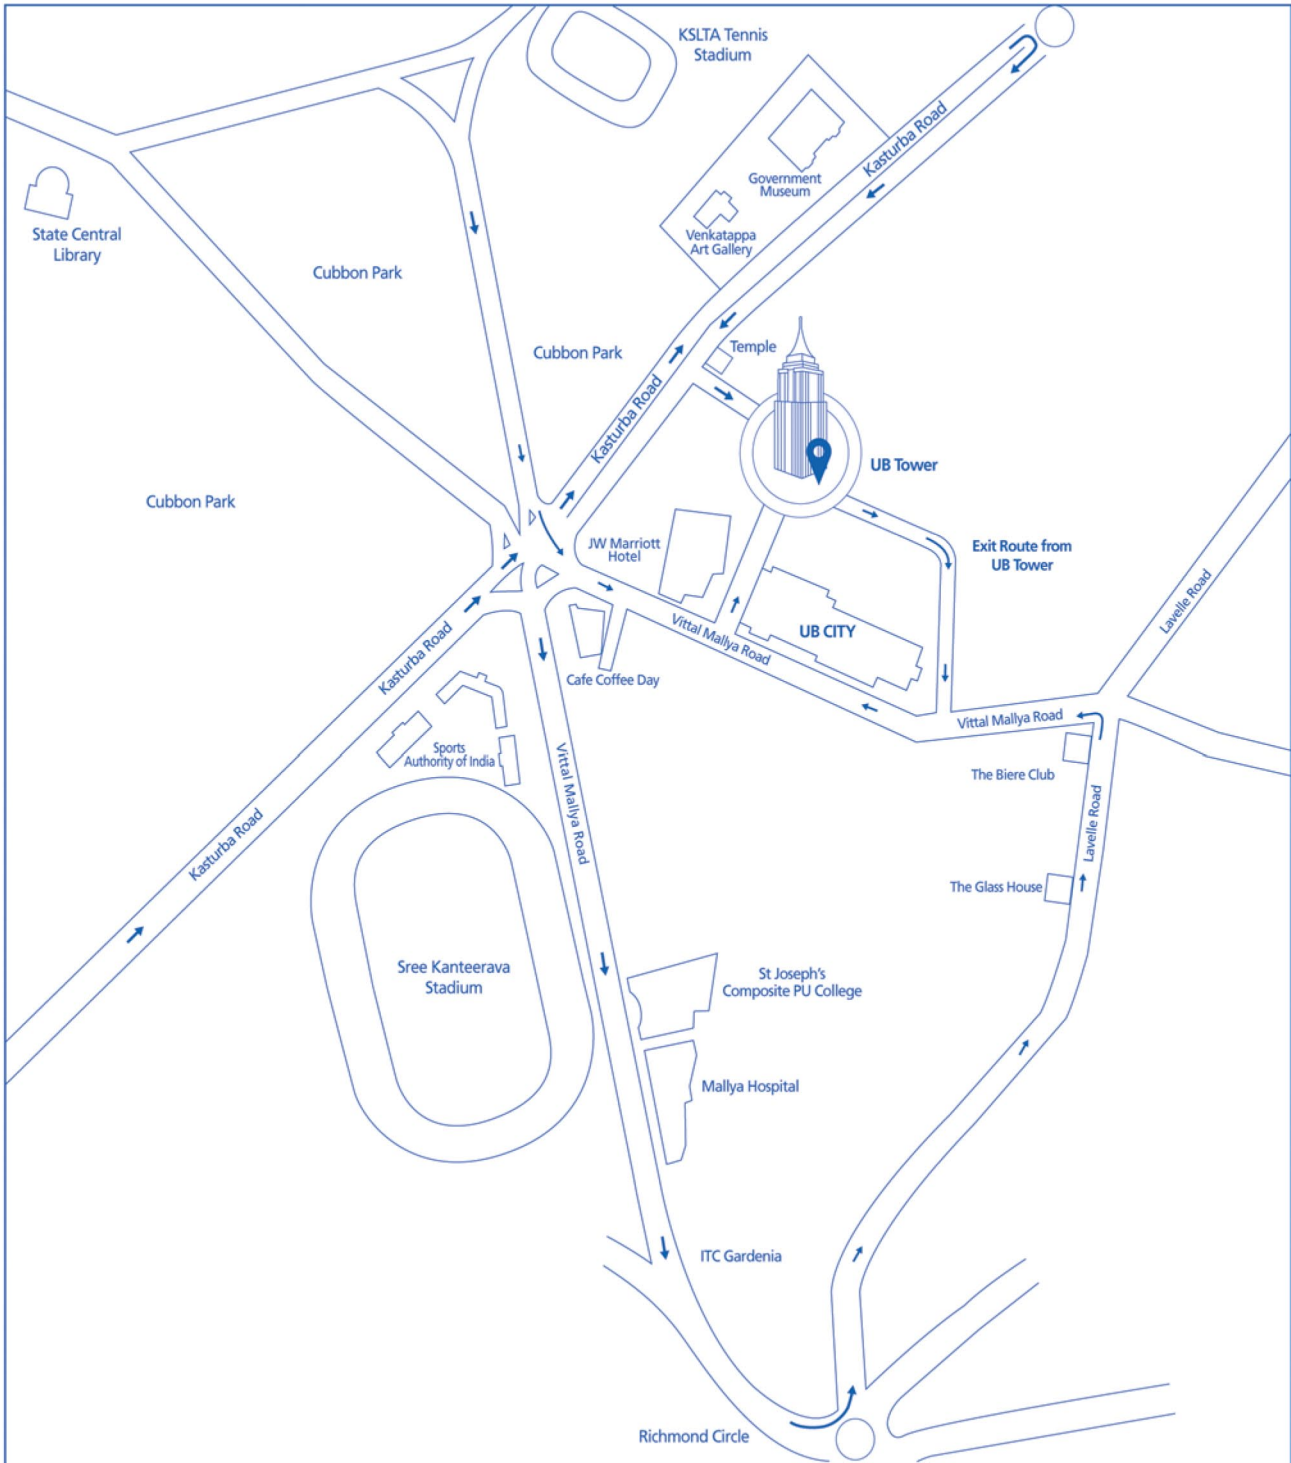 KSLTA Tennis
Stadium
Kasturba Road
Government
Museum
Venkatappa
Art Gallery
State Central
Library
Cubbon Park
Cubbon Park
Temple
Kasturba Road
UB Tower
Cubbon Park
JW Marriott
Hotel
Exit Route from
UB Tower
Lavelle Road
Vittal Mallya Road
UB CITY
Kasturba Road
Cafe Coffee Day
Vittal Mallya Road
Sports
Authority of India
The Biere Club
Vittal Mallya Road
Lavelle Road
Kasturba Road
The Glass House
Sree Kanteerava
Stadium
St Joseph's
Composite PU College
Mallya Hospital
ITC Gardenia
Richmond Circle